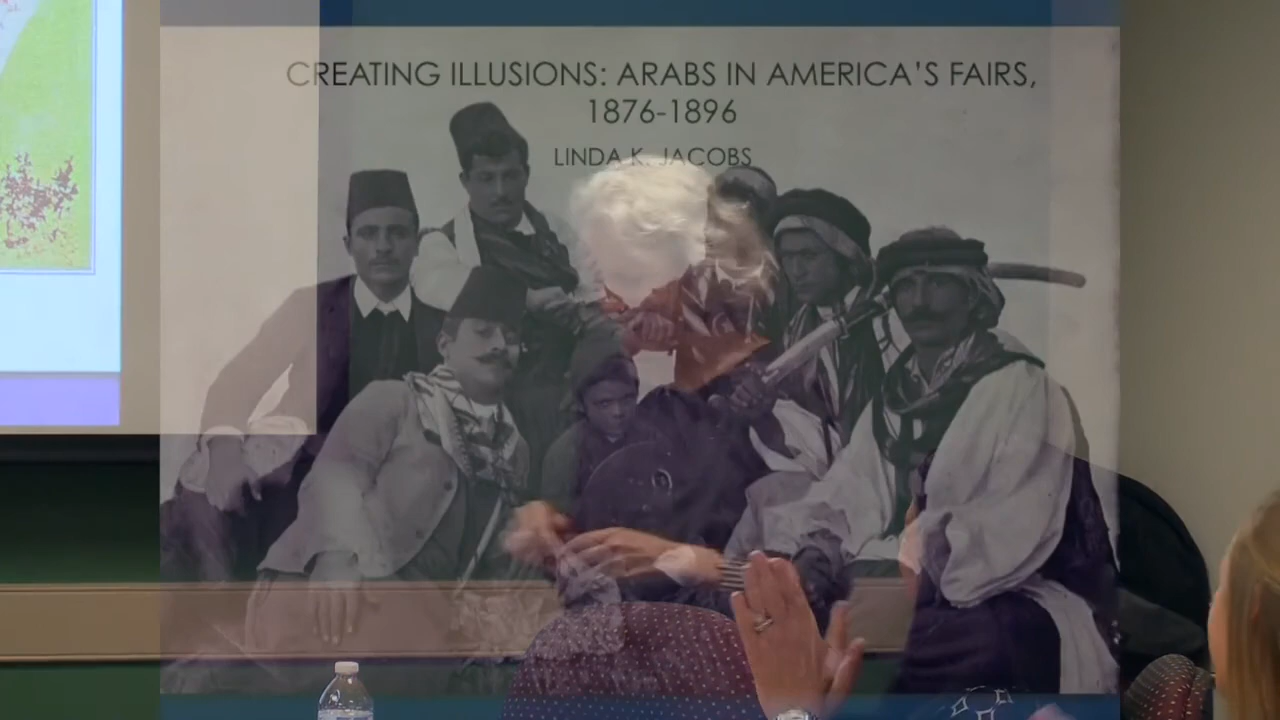 CREATING ILLUSIONS: ARABS IN AMERICA'S FAIRS,
1876-1896
LINDA K. JACOBS